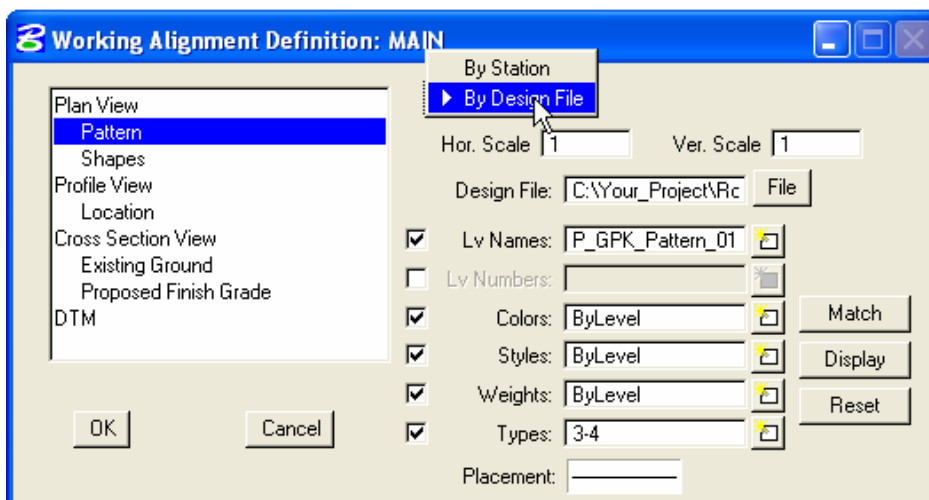 Working Alignment Definition: MAIN
By Station
By Design File
Plan View
Pattern
Shapes
Profile View
Location
Cross Section View
Existing Ground
Proposed Finish Grade
DTM
Hor. Scale 1 Ver. Scale 1
Design File: C:\Your_Project\Rc File
Lv Names: P_GPK_Pattern_01
Lv Numbers:
Colors: ByLevel Match
Styles: ByLevel Display
Weights: ByLevel Reset
Types: 3-4
Placement:
OK Cancel